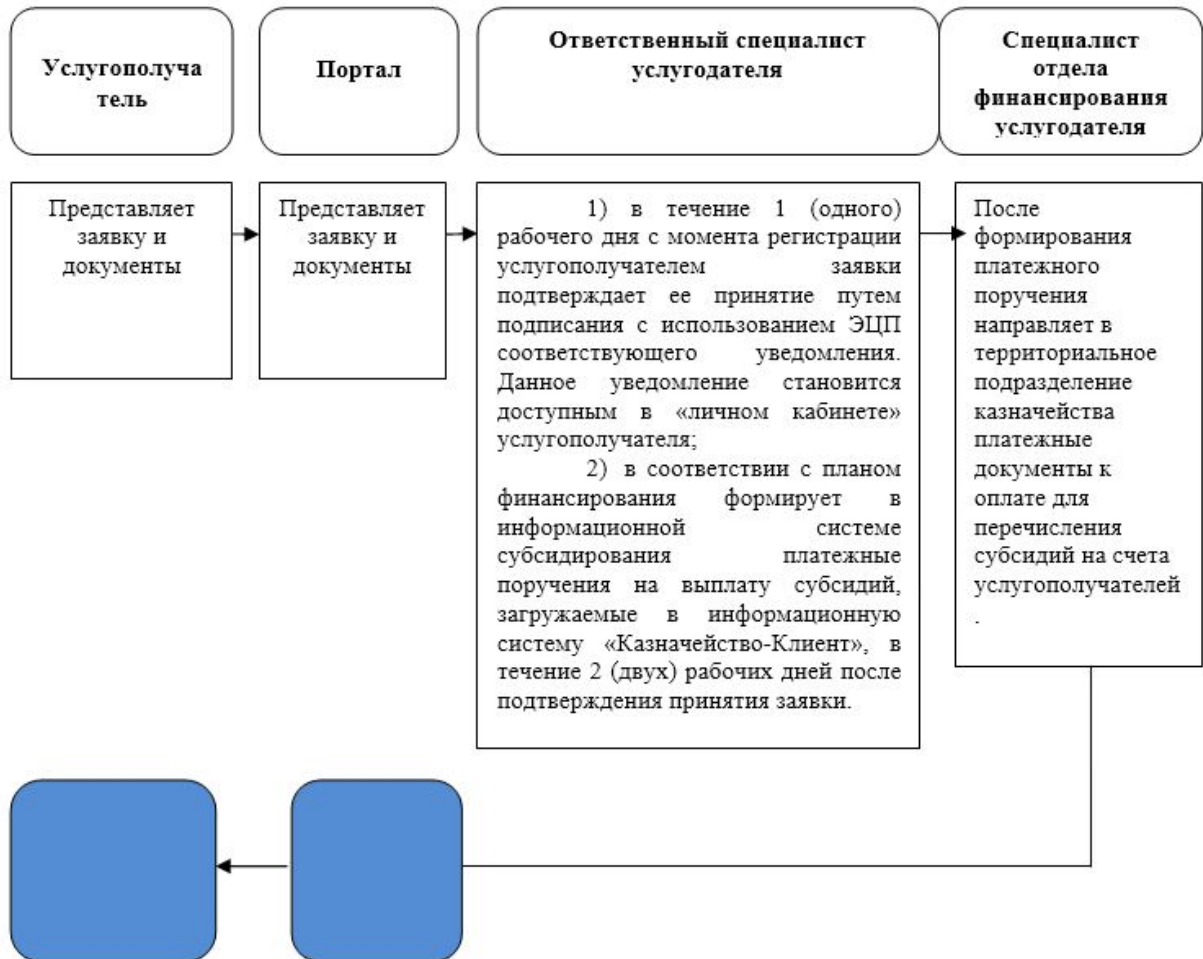 Услугополуча
тель
Портал
Ответственный специалист
услугодателя
Специалист
отдела
финансирования
услугодателя
Представляет
заявку и
документы
Представляет
заявку и
документы
1) в течение 1 (одного)
рабочего дня с момента регистрации
услугополучателем заявки
подтверждает ее принятие путем
подписания с использованием ЭЦП
соответствующего уведомления.
Данное уведомление становится
доступным в «личном кабинете»
услугополучателя;
2) в соответствии с планом
финансирования формирует в
информационной системе
субсидирования платежные
поручения на выплату субсидий,
загружаемые в информационную
систему «Казначейство-Клиент», в
течение 2 (двух) рабочих дней после
подтверждения принятия заявки.
После
формирования
платежного
поручения
направляет в
территориальное
подразделение
казначейства
платежные
документы к
оплате для
перечисления
субсидий на счета
услугополучателей
.